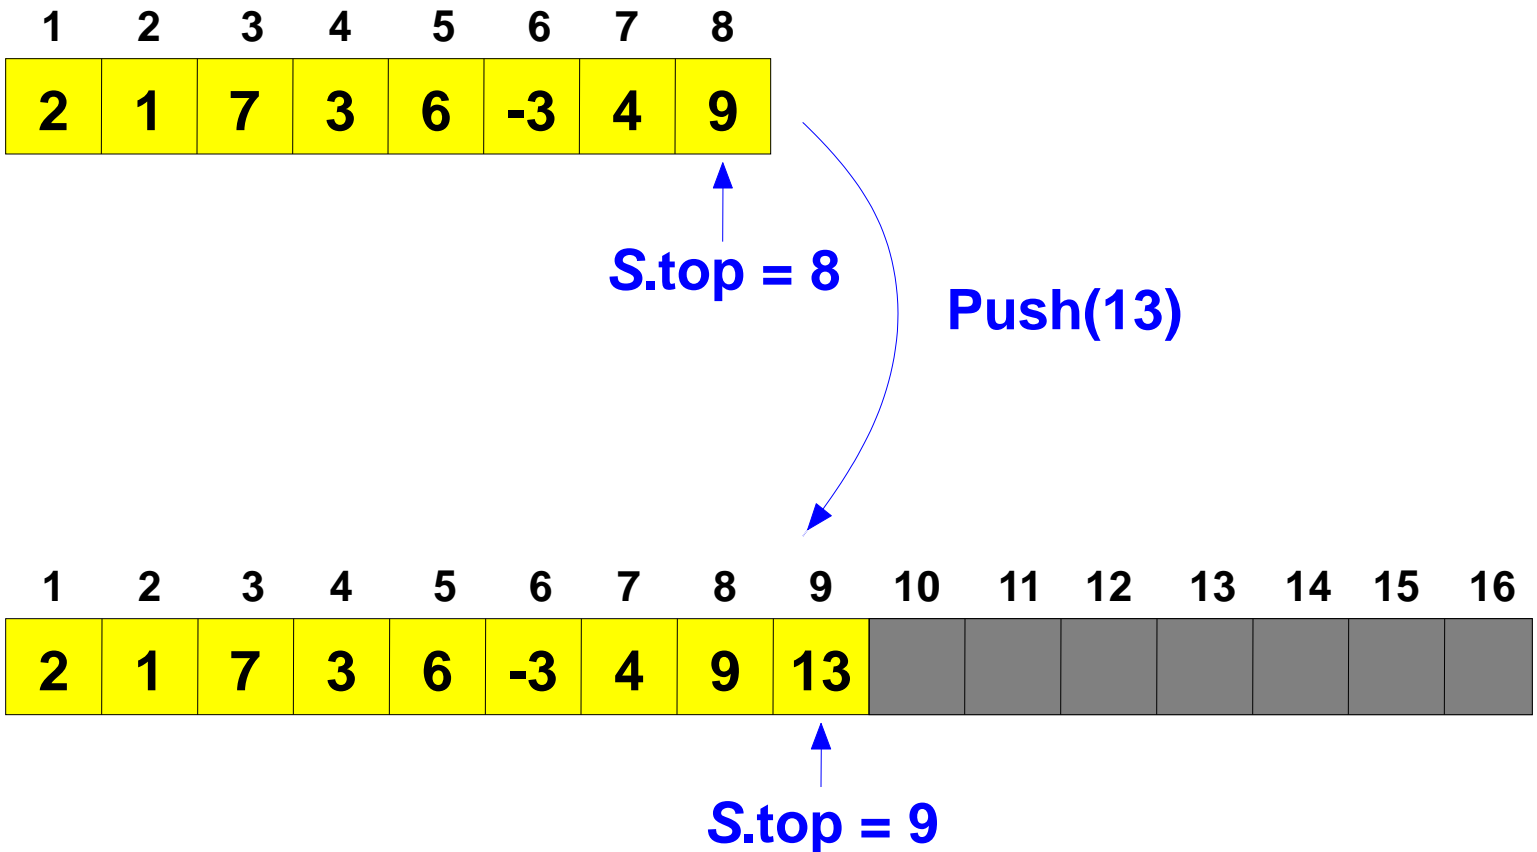 1 2 3 4 5 6 7 8
2 1 7 3 6 -3 4 9
S.top = 8
Push(13)
1 2 3 4 5 6 7 8 9 10 11 12 13 14 15 16
2 1 7 3 6 -3 4 9 13
S.top = 9